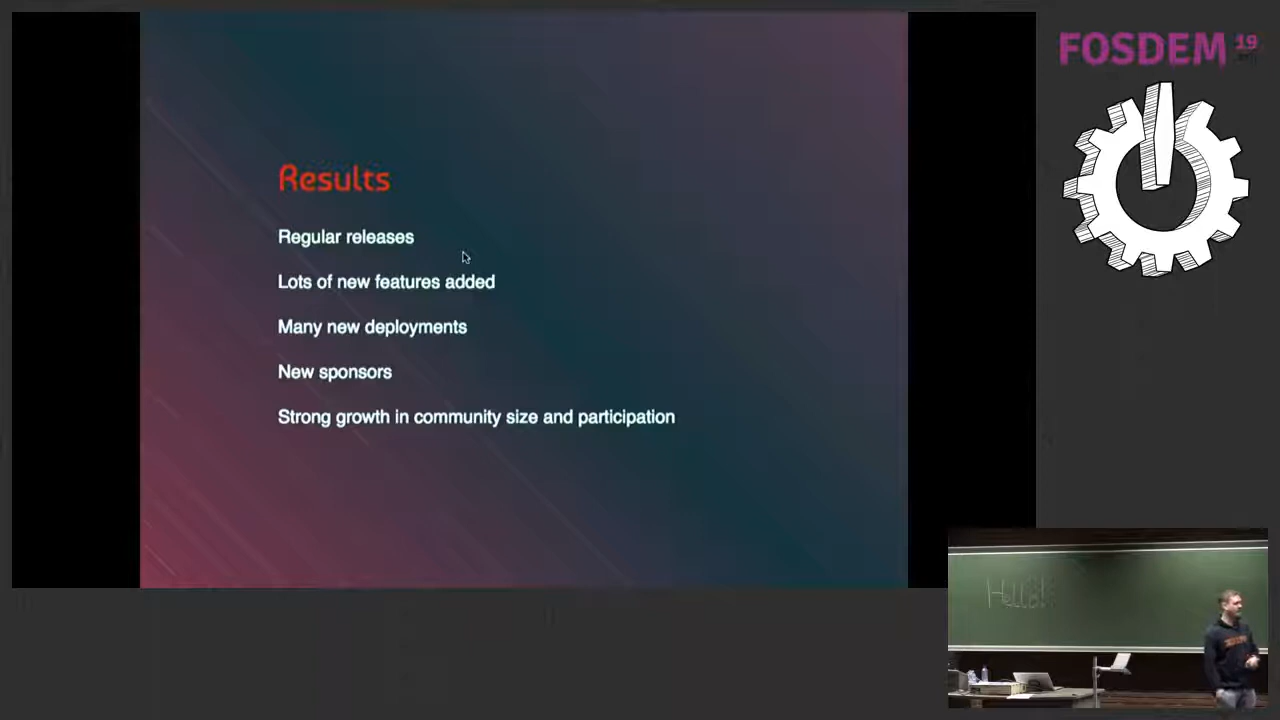 FOSDEM 19
Results
Regular releases
Lots of new features added
Many new deployments
New sponsors
Strong growth in community size and participation
Hello